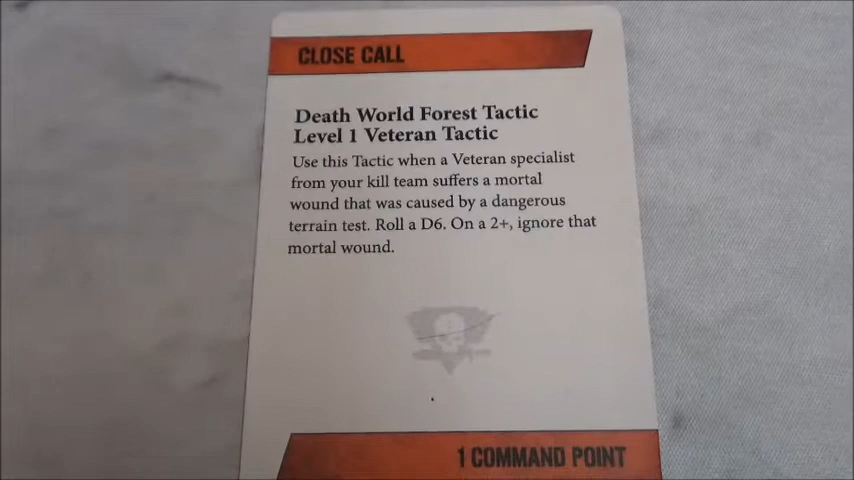 CLOSE CALL
Death World Forest Tactic
Level 1 Veteran Tactic
Use this Tactic when a Veteran specialist
from your kill team suffers a mortal
wound that was caused by a dangerous
terrain test. Roll a D6. On a 2+, ignore that
mortal wound.
1 COMMAND POINT